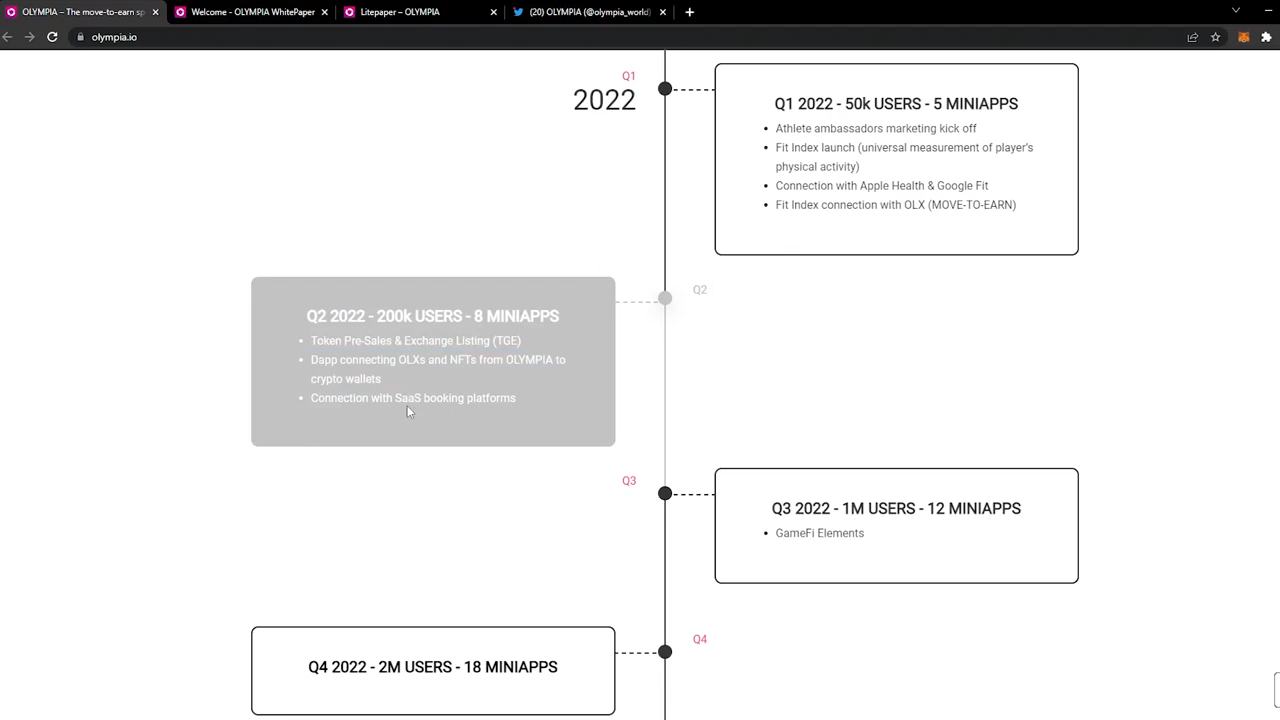 OLYMPIA – The move-to-earn sp
Welcome - OLYMPIA WhitePaper
Litepaper – OLYMPIA
(20) OLYMPIA (@olympia_world)
olympia.io
Q1
2022
Q1 2022 - 50k USERS - 5 MINIAPPS
Athlete ambassadors marketing kick off
Fit Index launch (universal measurement of player's
physical activity)
Connection with Apple Health & Google Fit
Fit Index connection with OLX (MOVE-TO-EARN)
Q2
Q2 2022 - 200k USERS - 8 MINIAPPS
Token Pre-Sales & Exchange Listing (TGE)
Dapp connecting OLXs and NFTs from OLYMPIA to
crypto wallets
Connection with SaaS booking platforms
Q3
Q3 2022 - 1M USERS - 12 MINIAPPS
GameFi Elements
Q4
Q4 2022 - 2M USERS - 18 MINIAPPS